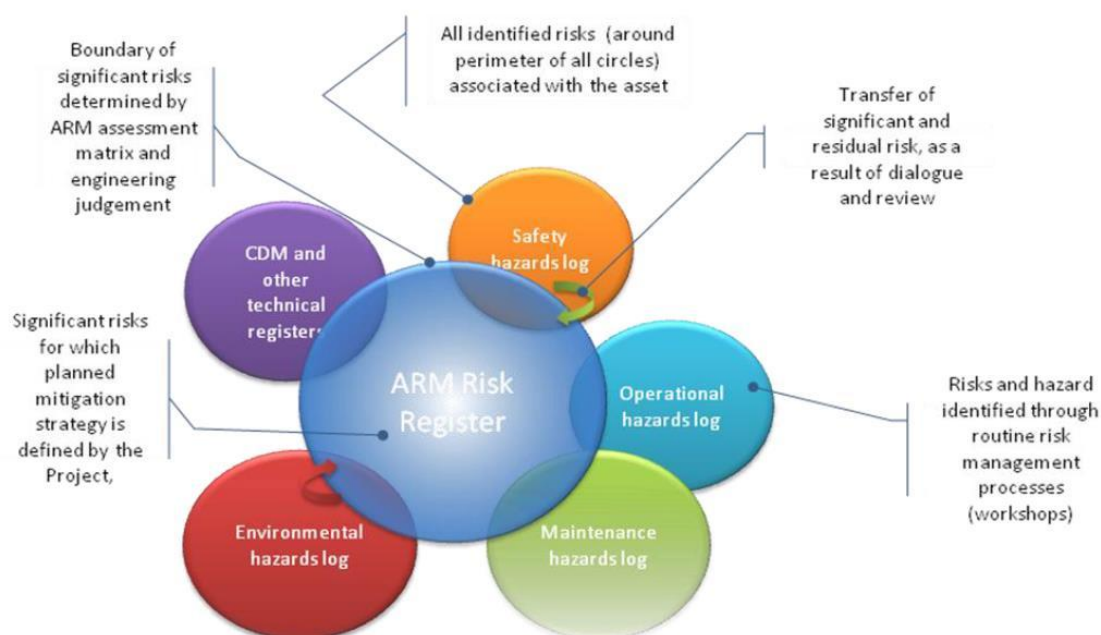 Boundary of
significant risks
determined by
ARM assessment
matrix and
engineering
judgement
All identified risks (around
perimeter of all circles)
associated with the asset
Transfer of
significant and
residual risk, as a
result of dialogue
and review
Safety
hazards log
CDM and
other
technical
registers
Significant risks
for which
planned
mitigation
strategy is
defined by the
Project,
ARM Risk
Register
Operational
hazards log
Risks and hazard
identified through
routine risk
management
processes
(workshops)
Environmental
hazards log
Maintenance
hazards log